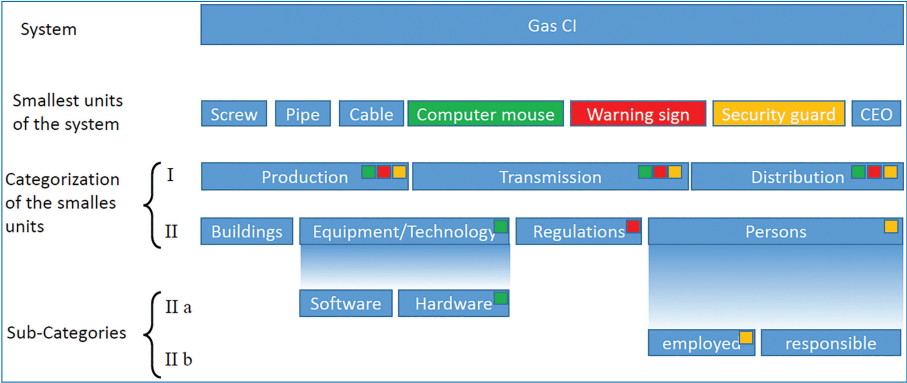 System
Gas CI
Smallest units
of the system
Screw
Pipe
Cable
Computer mouse
Warning sign
Security guard
CEO
Categorization
of the smalles
units
I
Production
Transmission
Distribution
II
Buildings
Equipment/Technology
Regulations
Persons
Sub-Categories
II a
Software
Hardware
II b
employed
responsible